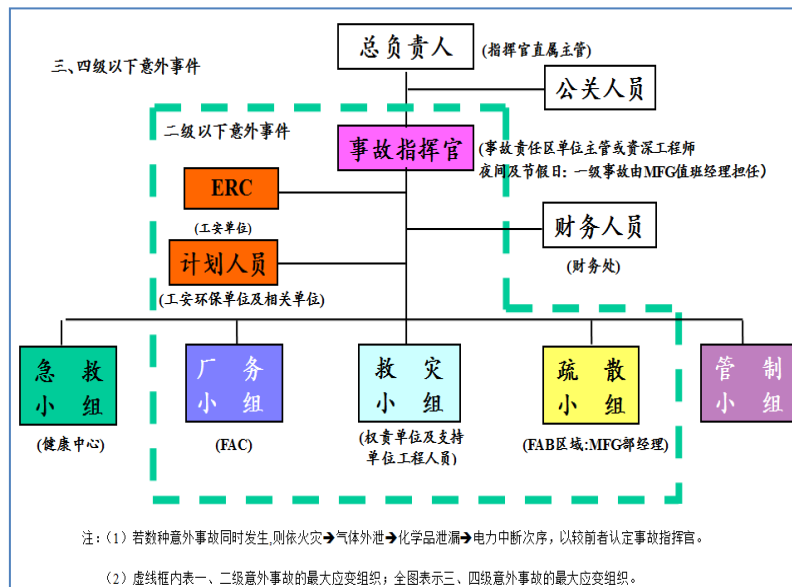 总负责人
(指挥官直属主管)
三、四级以下意外事件
公关人员
二级以下意外事件
事故指挥官
(事故责任区单位主管或资深工程师
夜间及节假日：一级事故由MFG值班经理担任）
ERC
(工安单位)
财务人员
(财务处)
计划人员
(工安环保单位及相关单位)
急 救
小 组
(健康中心)
厂 务
小 组
(FAC)
救 灾
小 组
(权责单位及支持
单位工程人员)
疏 散
小 组
(FAB区域:MFG部经理)
管 制
小 组
注：（1）若数种意外事故同时发生,则依火灾➔气体外泄➔化学品泄漏➔电力中断次序，以较前者认定事故指挥官。
（2）虚线框内表一、二级意外事故的最大应变组织；全图表示三、四级意外事故的最大应变组织。